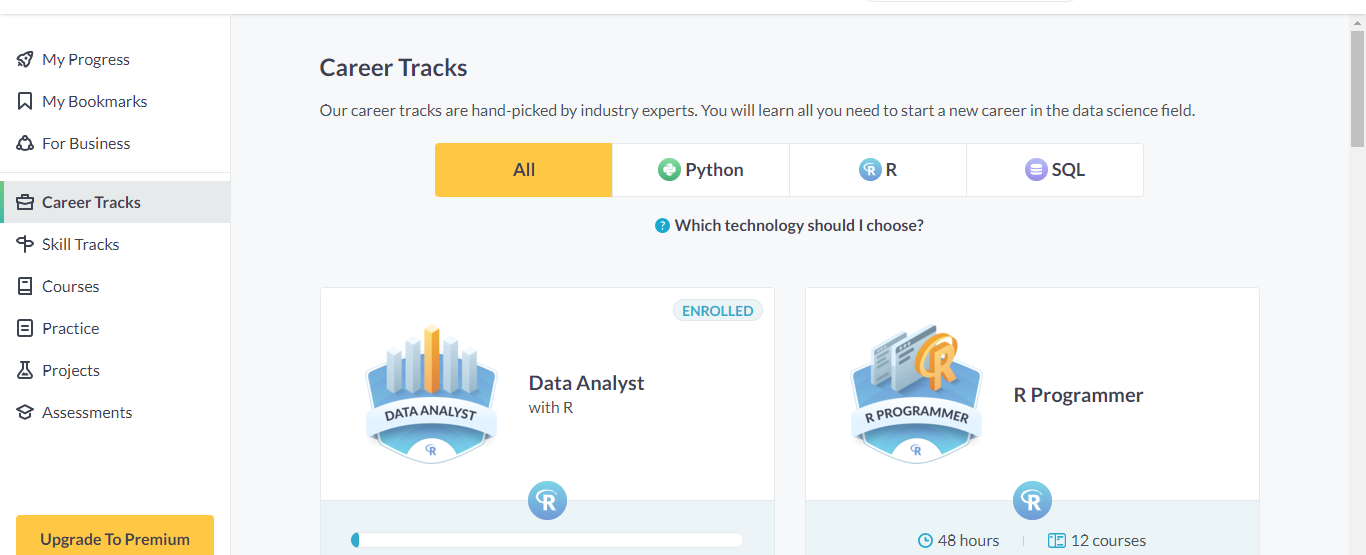 My Progress
My Bookmarks
For Business
Career Tracks
Skill Tracks
Courses
Practice
Projects
Assessments
Upgrade To Premium
Career Tracks
Our career tracks are hand-picked by industry experts. You will learn all you need to start a new career in the data science field.
All
Python
R
SQL
? Which technology should I choose?
ENROLLED
DATA ANALYST
R
Data Analyst
with R
R
R
R PROGRAMMER
R
R Programmer
R
48 hours
12 courses